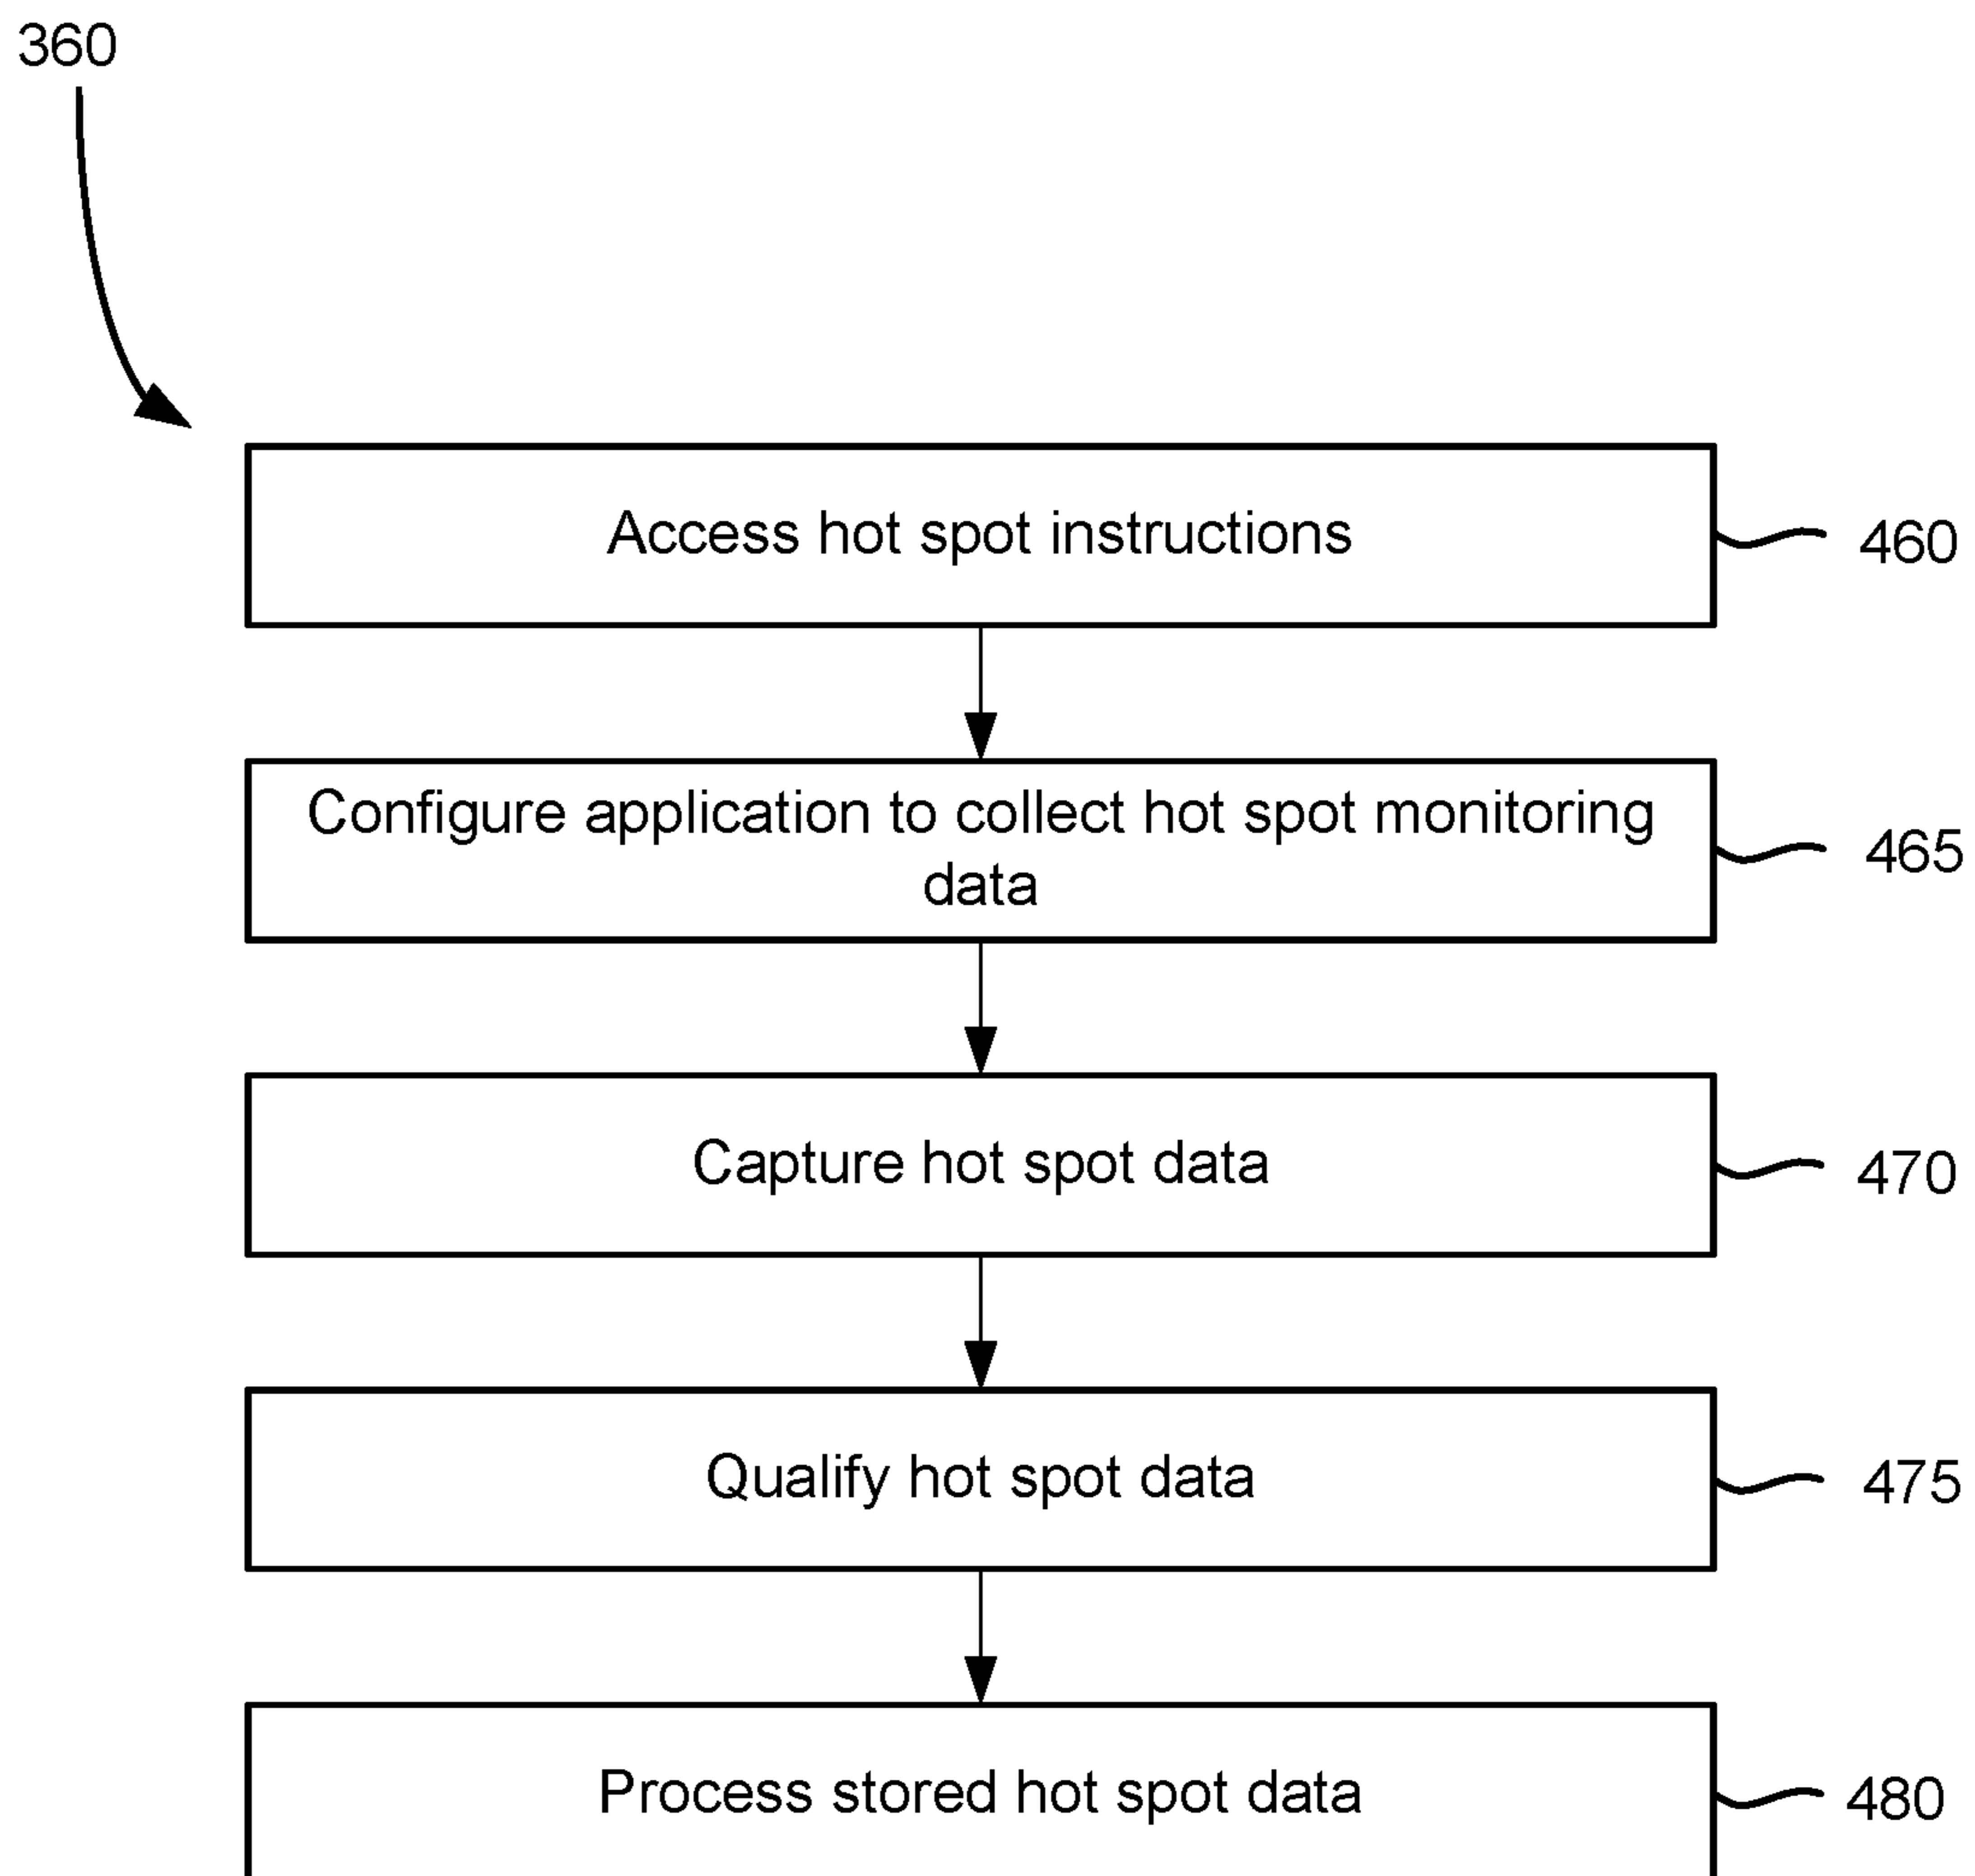 360
Access hot spot instructions
460
Configure application to collect hot spot monitoring
data
465
Capture hot spot data
470
Qualify hot spot data
475
Process stored hot spot data
480